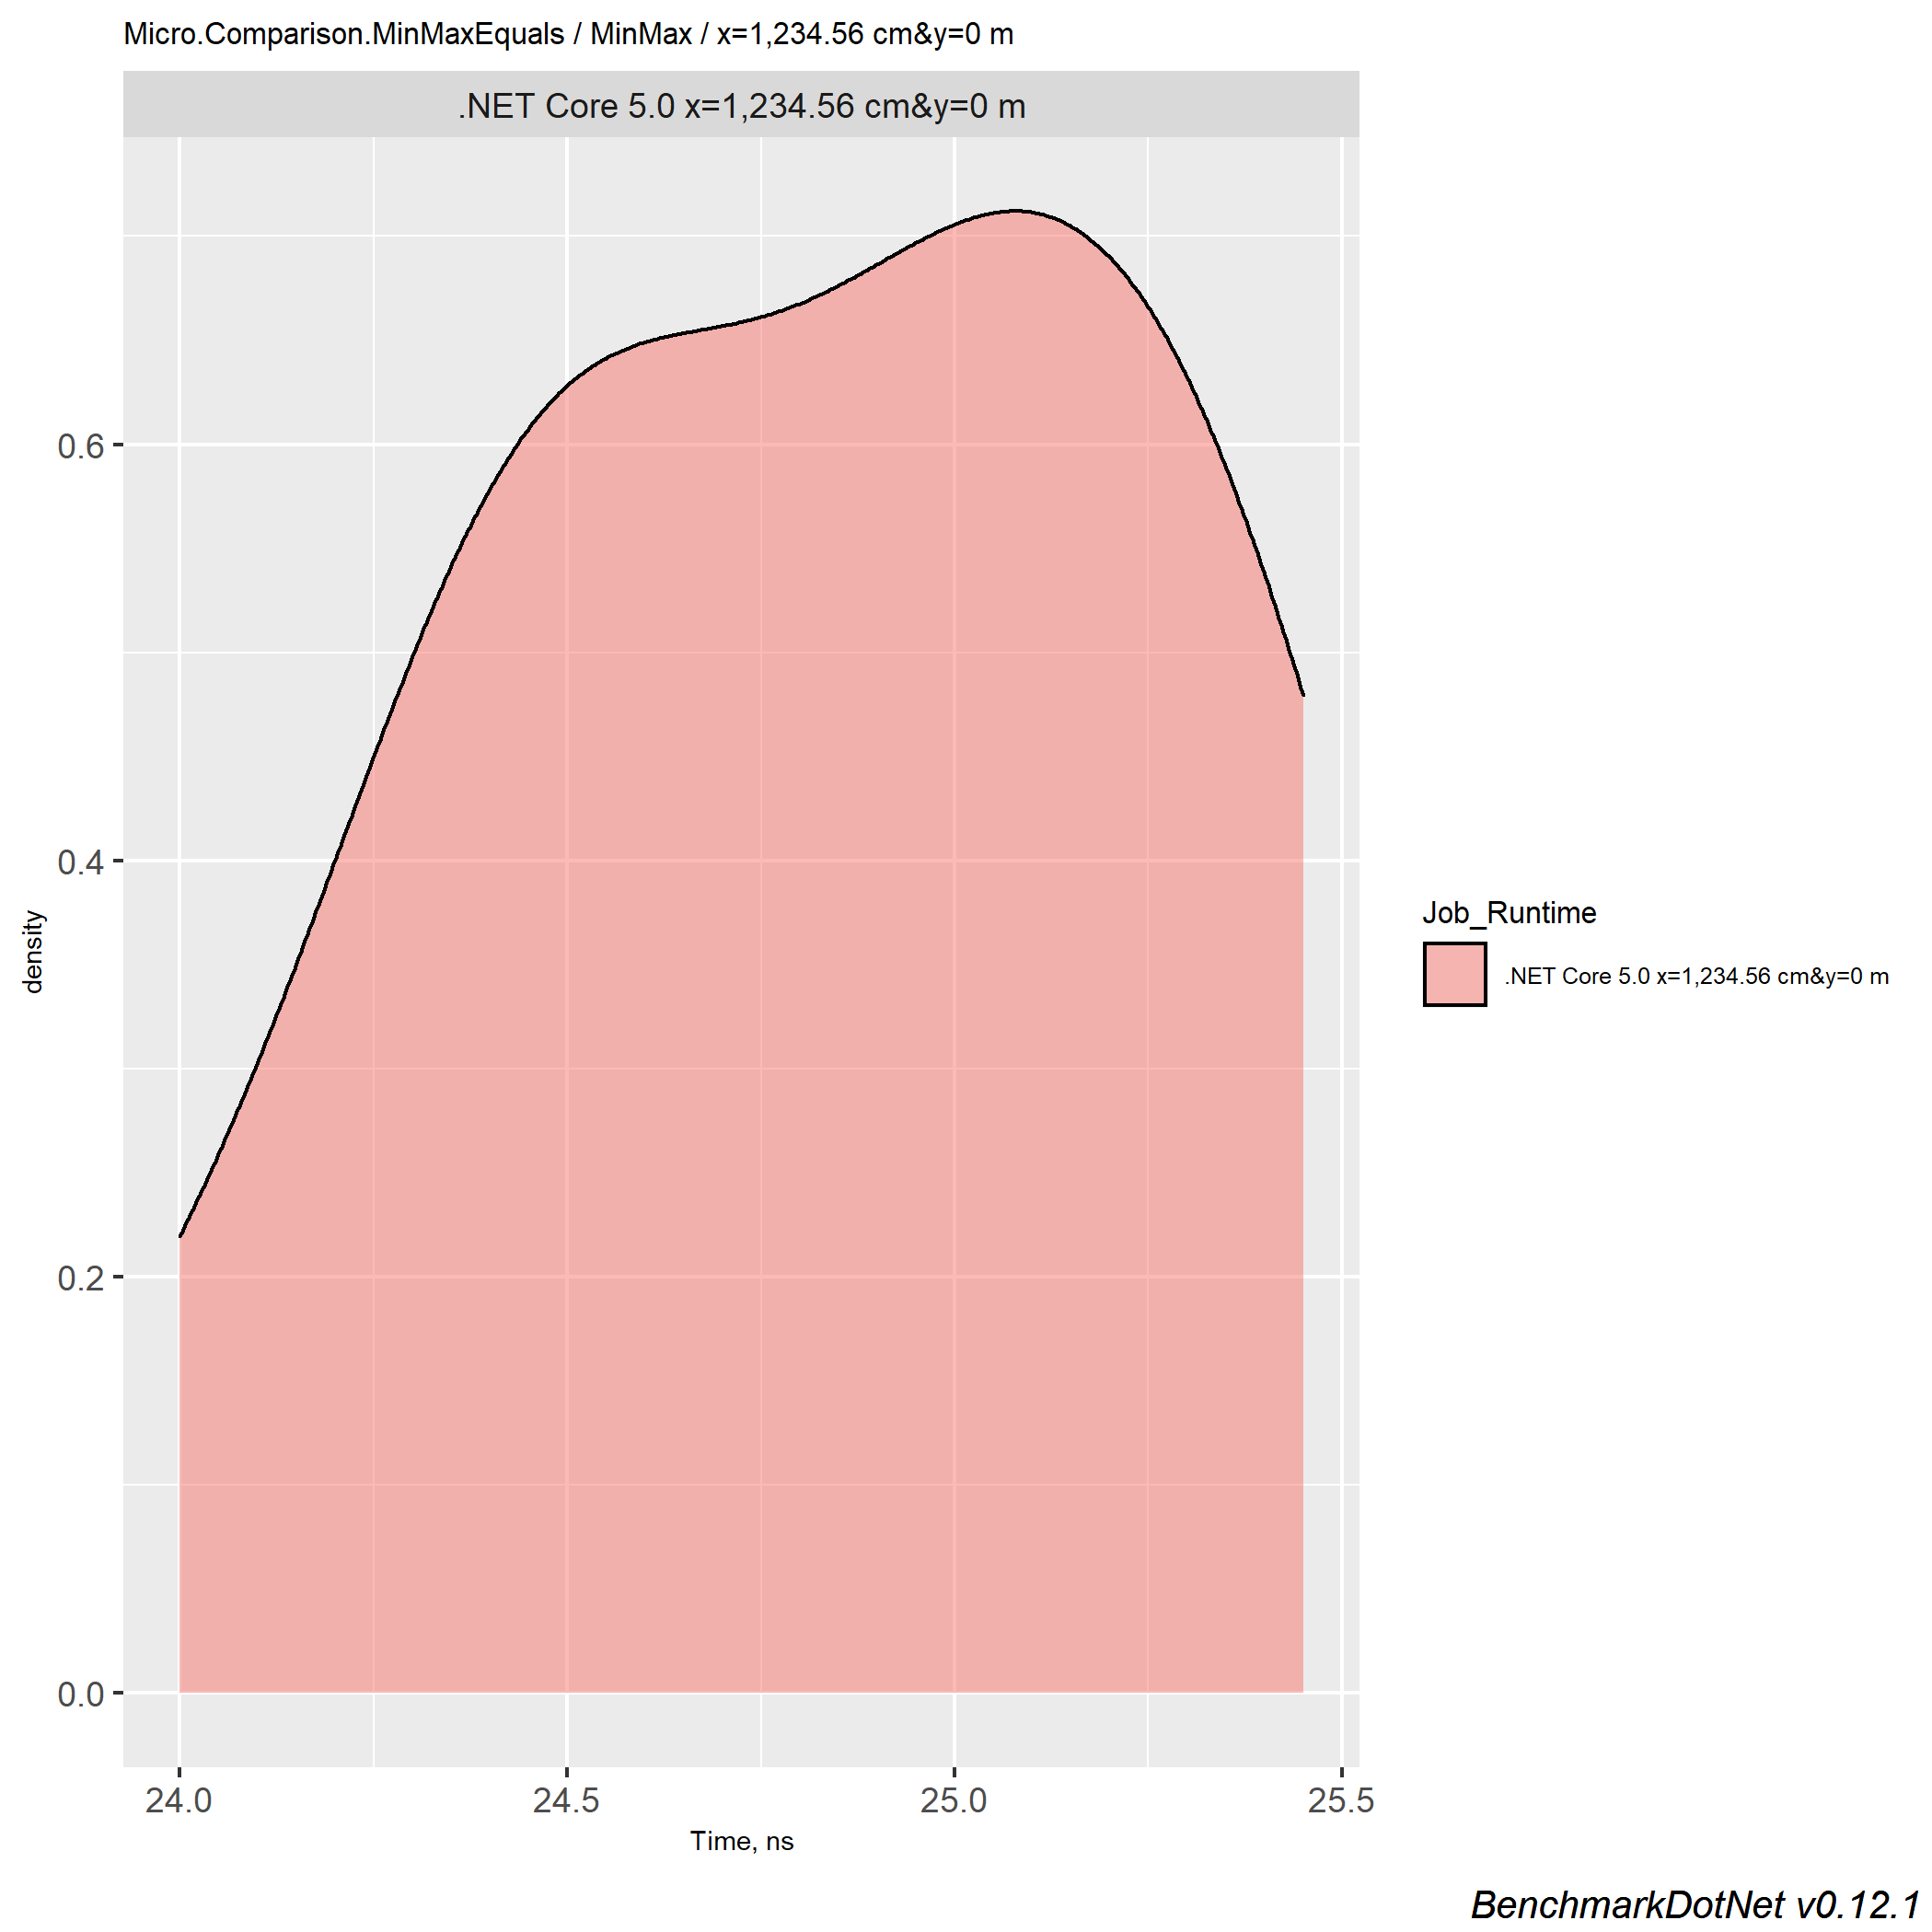 Micro.Comparison.MinMaxEquals / MinMax / x=1,234.56 cm&y=0 m
.NET Core 5.0 x=1,234.56 cm&y=0 m
0.6
0.4
0.2
0.0
density
24.0 24.5 25.0 25.5
Time, ns
Job_Runtime
.NET Core 5.0 x=1,234.56 cm&y=0 m
BenchmarkDotNet v0.12.1